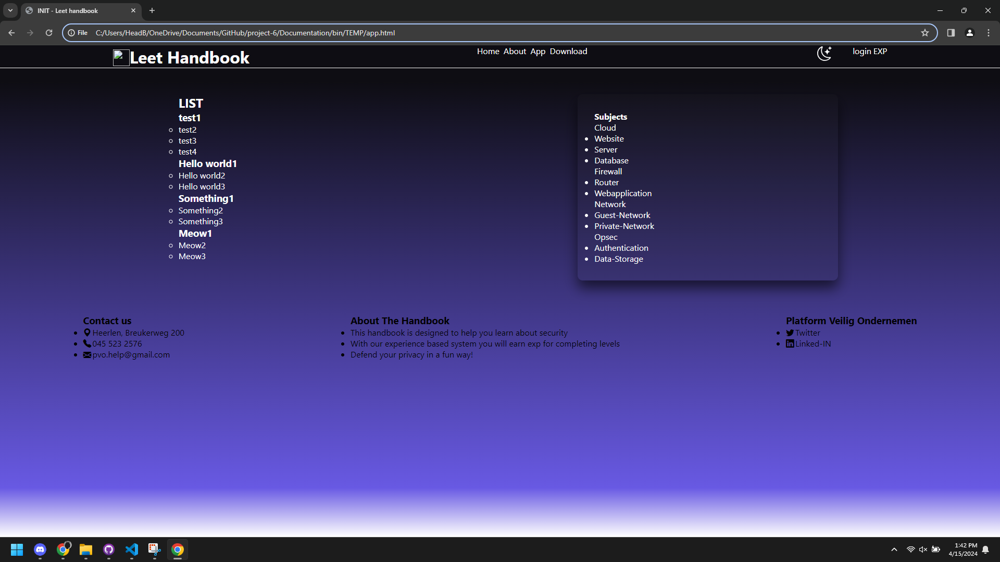 INIT - Leet handbook
File C:/Users/HeadB/OneDrive/Documents/GitHub/project-6/Documentation/bin/TEMP/app.html
Leet Handbook
Home About App Download
login EXP
LIST
test1
test2
test3
test4
Hello world1
Hello world2
Hello world3
Something1
Something2
Something3
Meow1
Meow2
Meow3
Subjects
Cloud
Website
Server
Database
Firewall
Router
Webapplication
Network
Guest-Network
Private-Network
Opsec
Authentication
Data-Storage
Contact us
Heerlen, Breukerweg 200
045 523 2576
pvo.help@gmail.com
About The Handbook
This handbook is designed to help you learn about security
With our experience based system you will earn exp for completing levels
Defend your privacy in a fun way!
Platform Veilig Ondernemen
Twitter
Linked-IN
1:42 PM
4/15/2024